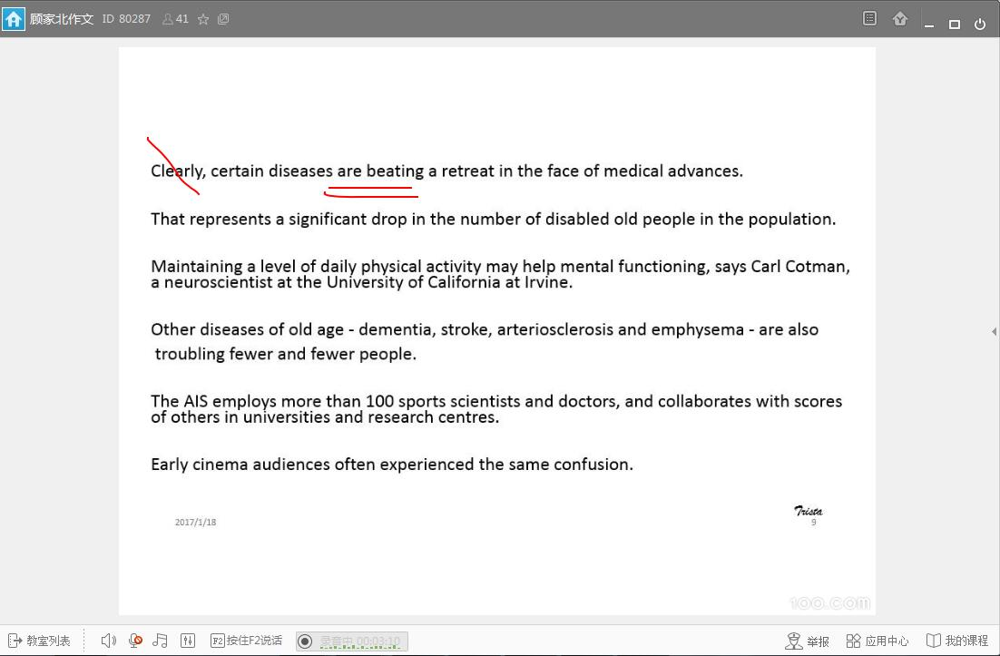 顾家北作文 ID 80287 41
Clearly, certain diseases are beating a retreat in the face of medical advances.
That represents a significant drop in the number of disabled old people in the population.
Maintaining a level of daily physical activity may help mental functioning, says Carl Cotman,
a neuroscientist at the University of California at Irvine.
Other diseases of old age - dementia, stroke, arteriosclerosis and emphysema - are also
troubling fewer and fewer people.
The AIS employs more than 100 sports scientists and doctors, and collaborates with scores
of others in universities and research centres.
Early cinema audiences often experienced the same confusion.
Trista
2017/1/18
9
100.com
教室列表 F2 按住F2说话 录音中 00:03:10 举报 应用中心 我的课程